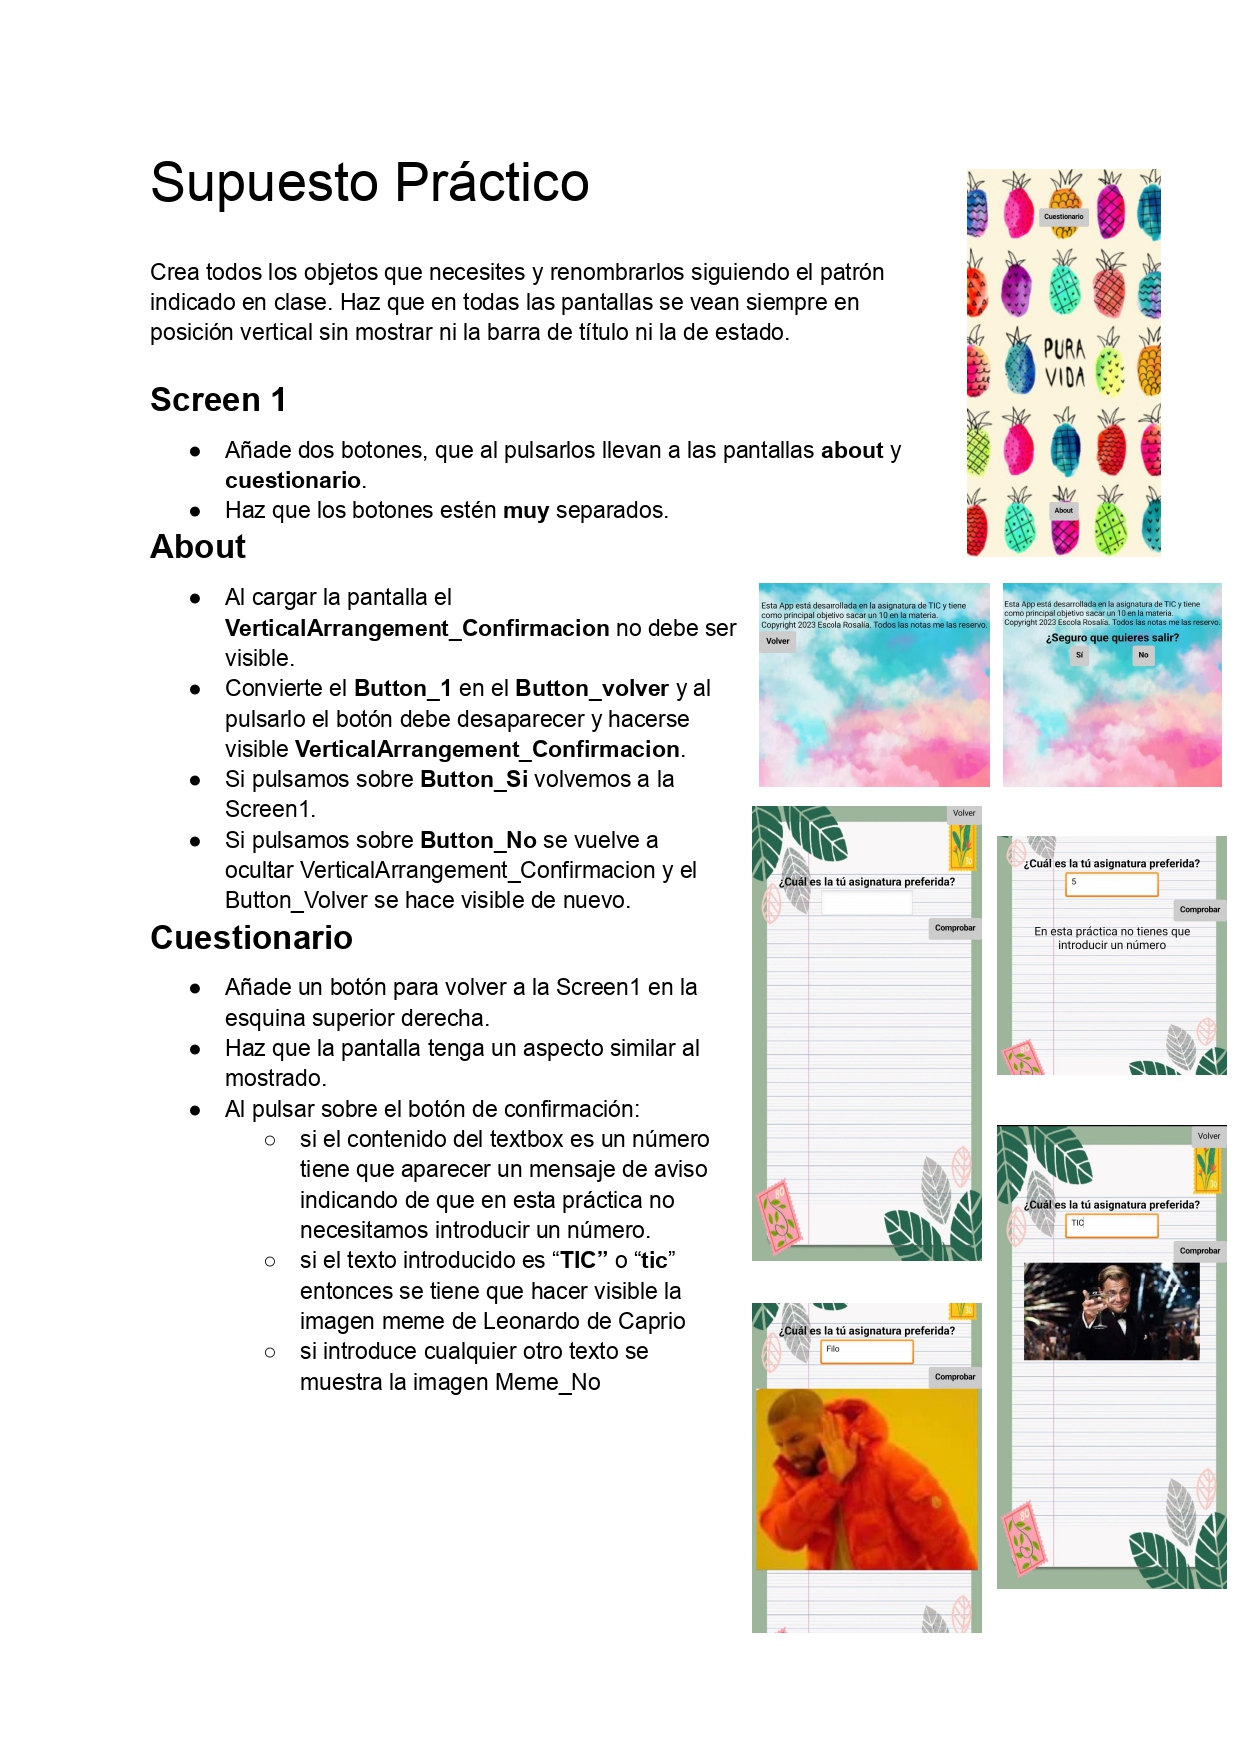 Supuesto Práctico
Crea todos los objetos que necesites y renombrarlos siguiendo el patrón
indicado en clase. Haz que en todas las pantallas se vean siempre en
posición vertical sin mostrar ni la barra de título ni la de estado.
Screen 1
● Añade dos botones, que al pulsarlos llevan a las pantallas about y
cuestionario.
● Haz que los botones estén muy separados.
Cuestionario
PURA
VIDA
About
About
● Al cargar la pantalla el
VerticalArrangement_Confirmacion no debe ser
visible.
● Convierte el Button_1 en el Button_volver y al
pulsarlo el botón debe desaparecer y hacerse
visible VerticalArrangement_Confirmacion.
● Si pulsamos sobre Button_Si volvemos a la
Screen1.
● Si pulsamos sobre Button_No se vuelve a
ocultar VerticalArrangement_Confirmacion y el
Button_Volver se hace visible de nuevo.
Esta App está desarrollada en la asignatura de TIC y tiene
como principal objetivo sacar un 10 en la materia.
Copyright 2023 Escola Rosalía. Todos las notas me las reservo.
Volver
Esta App está desarrollada en la asignatura de TIC y tiene
como principal objetivo sacar un 10 en la materia.
Copyright 2023 Escola Rosalía. Todos las notas me las reservo.
¿Seguro que quieres salir?
Sí No
Cuestionario
● Añade un botón para volver a la Screen1 en la
esquina superior derecha.
● Haz que la pantalla tenga un aspecto similar al
mostrado.
● Al pulsar sobre el botón de confirmación:
○ si el contenido del textbox es un número
tiene que aparecer un mensaje de aviso
indicando de que en esta práctica no
necesitamos introducir un número.
○ si el texto introducido es “TIC” o “tic”
entonces se tiene que hacer visible la
imagen meme de Leonardo de Caprio
○ si introduce cualquier otro texto se
muestra la imagen Meme_No
Volver
¿Cuál es la tú asignatura preferida?
Comprobar
¿Cuál es la tú asignatura preferida?
5
Comprobar
En esta práctica no tienes que
introducir un número
Volver
¿Cuál es la tú asignatura preferida?
TIC
Comprobar
¿Cuál es la tú asignatura preferida?
Filo
Comprobar